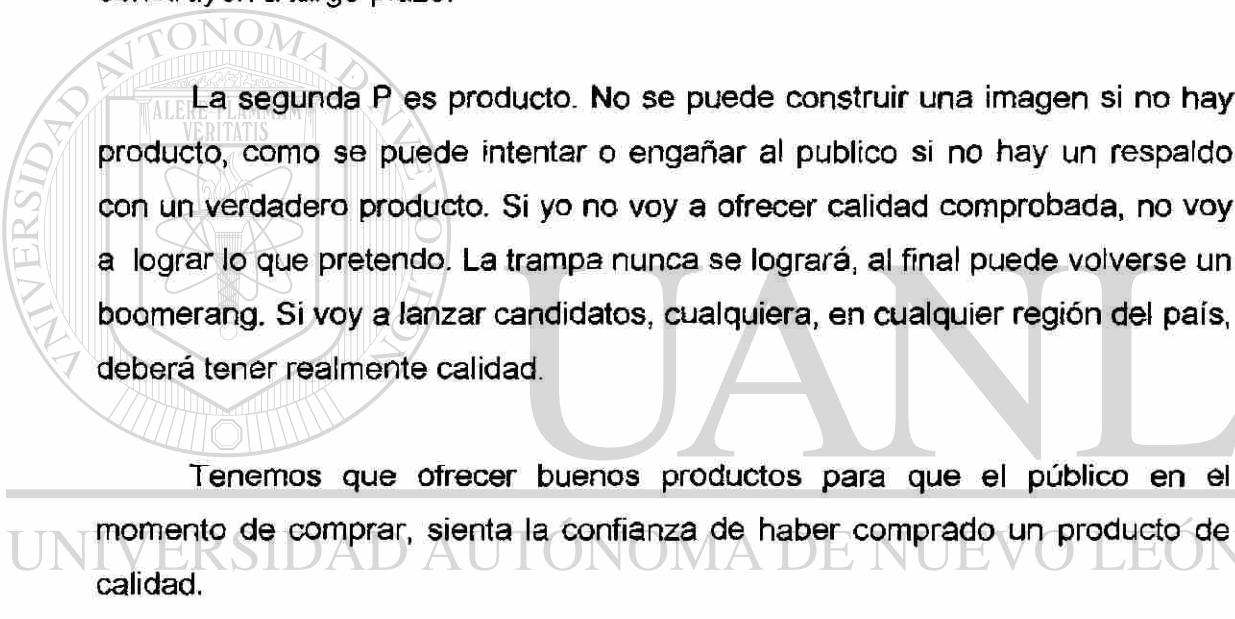 La segunda P es producto. No se puede construir una imagen si no hay
producto, como se puede intentar o engañar al publico si no hay un respaldo
con un verdadero producto. Si yo no voy a ofrecer calidad comprobada, no voy
a lograr lo que pretendo. La trampa nunca se logrará, al final puede volverse un
boomerang. Si voy a lanzar candidatos, cualquiera, en cualquier región del país,
deberá tener realmente calidad.
Tenemos que ofrecer buenos productos para que el público en el
momento de comprar, sienta la confianza de haber comprado un producto de
calidad.
UANL
UNIVERSIDAD AUTÓNOMA DE NUEVO LEÓN
ALERE FLAMMAM
VERITATIS